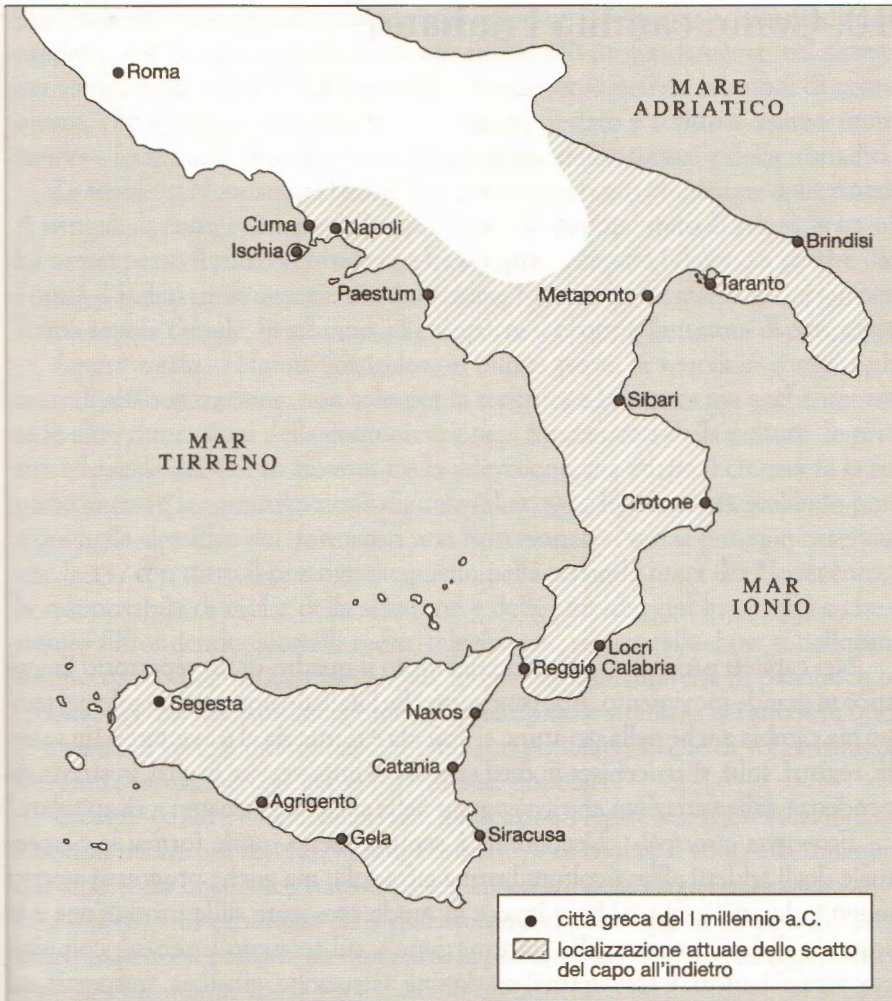 Roma
MARE
ADRIATICO
Cuma
Napoli
Ischia
Brindisi
Paestum
Metaponto
Taranto
Sibari
MAR
TIRRENO
Crotone
MAR
IONIO
Locri
Reggio Calabria
Segesta
Naxos
Catania
Agrigento
Gela
Siracusa
città greca del I millennio a.C.
localizzazione attuale dello scatto
del capo all'indietro